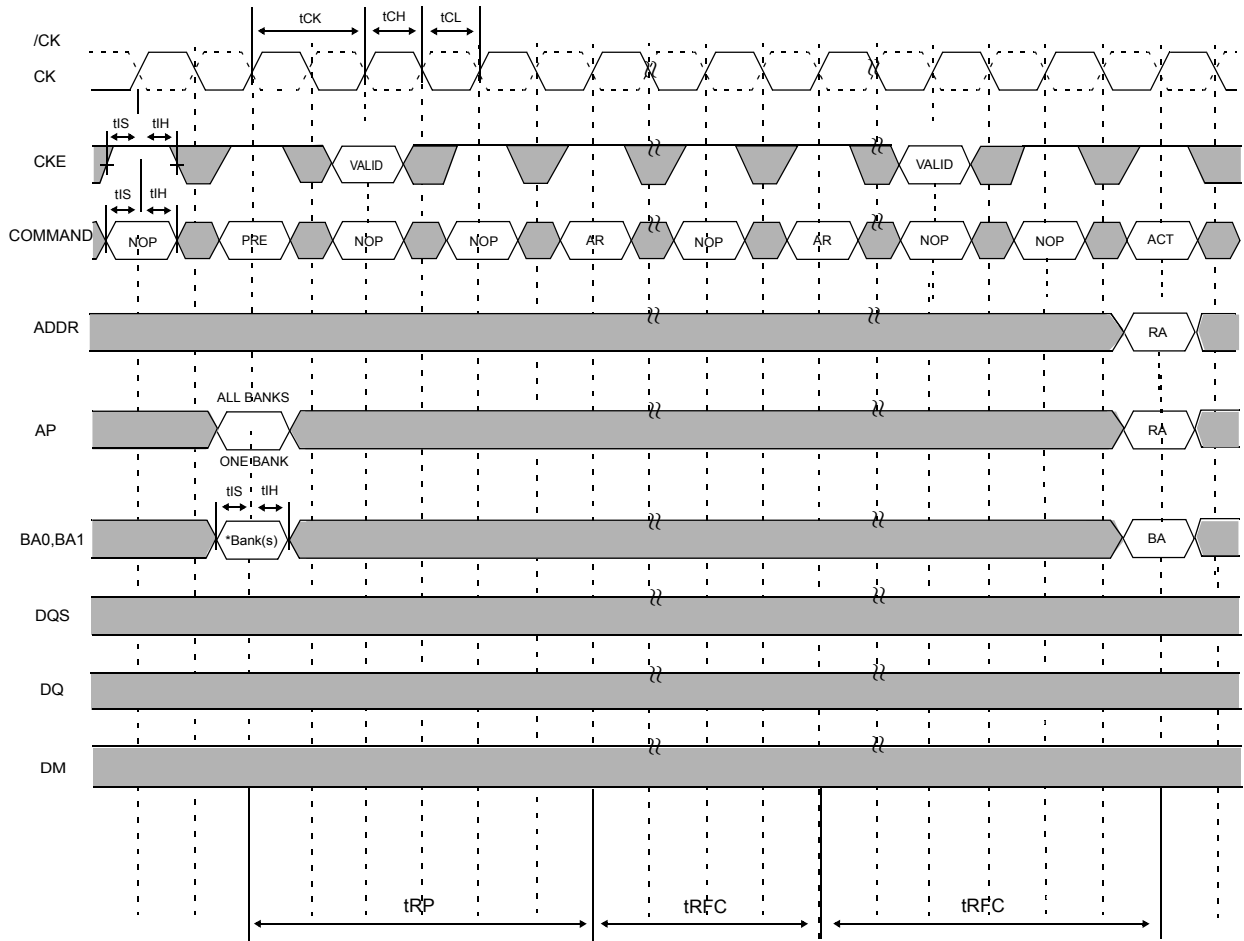 tCK tCH tCL
/CK
CK
tIS tIH
CKE VALID VALID
tIS tIH
COMMAND NOP PRE NOP NOP AR NOP AR NOP NOP ACT
ADDR RA
ALL BANKS
AP RA
ONE BANK
tIS tIH
BA0,BA1 *Bank(s) BA
DQS
DQ
DM
tRP tRFC tRFC